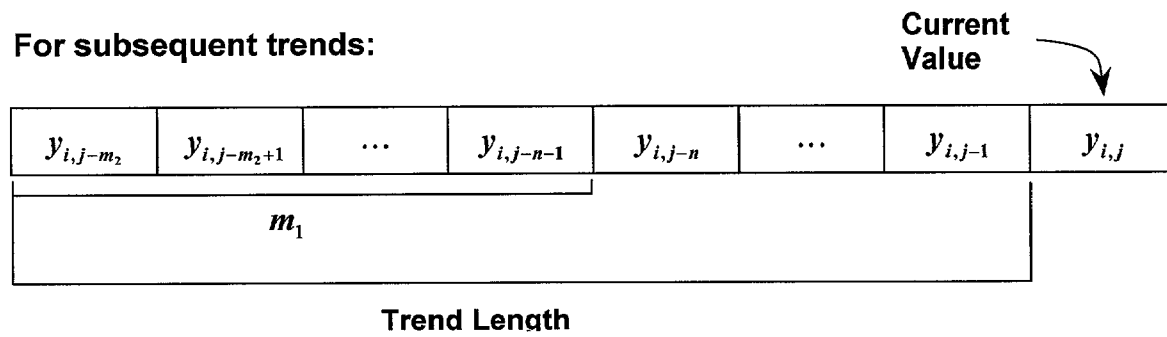 For subsequent trends:
Current
Value
y_{i,j-m_2} y_{i,j-m_2+1} ... y_{i,j-n-1} y_{i,j-n} ... y_{i,j-1} y_{i,j}
m_1
Trend Length